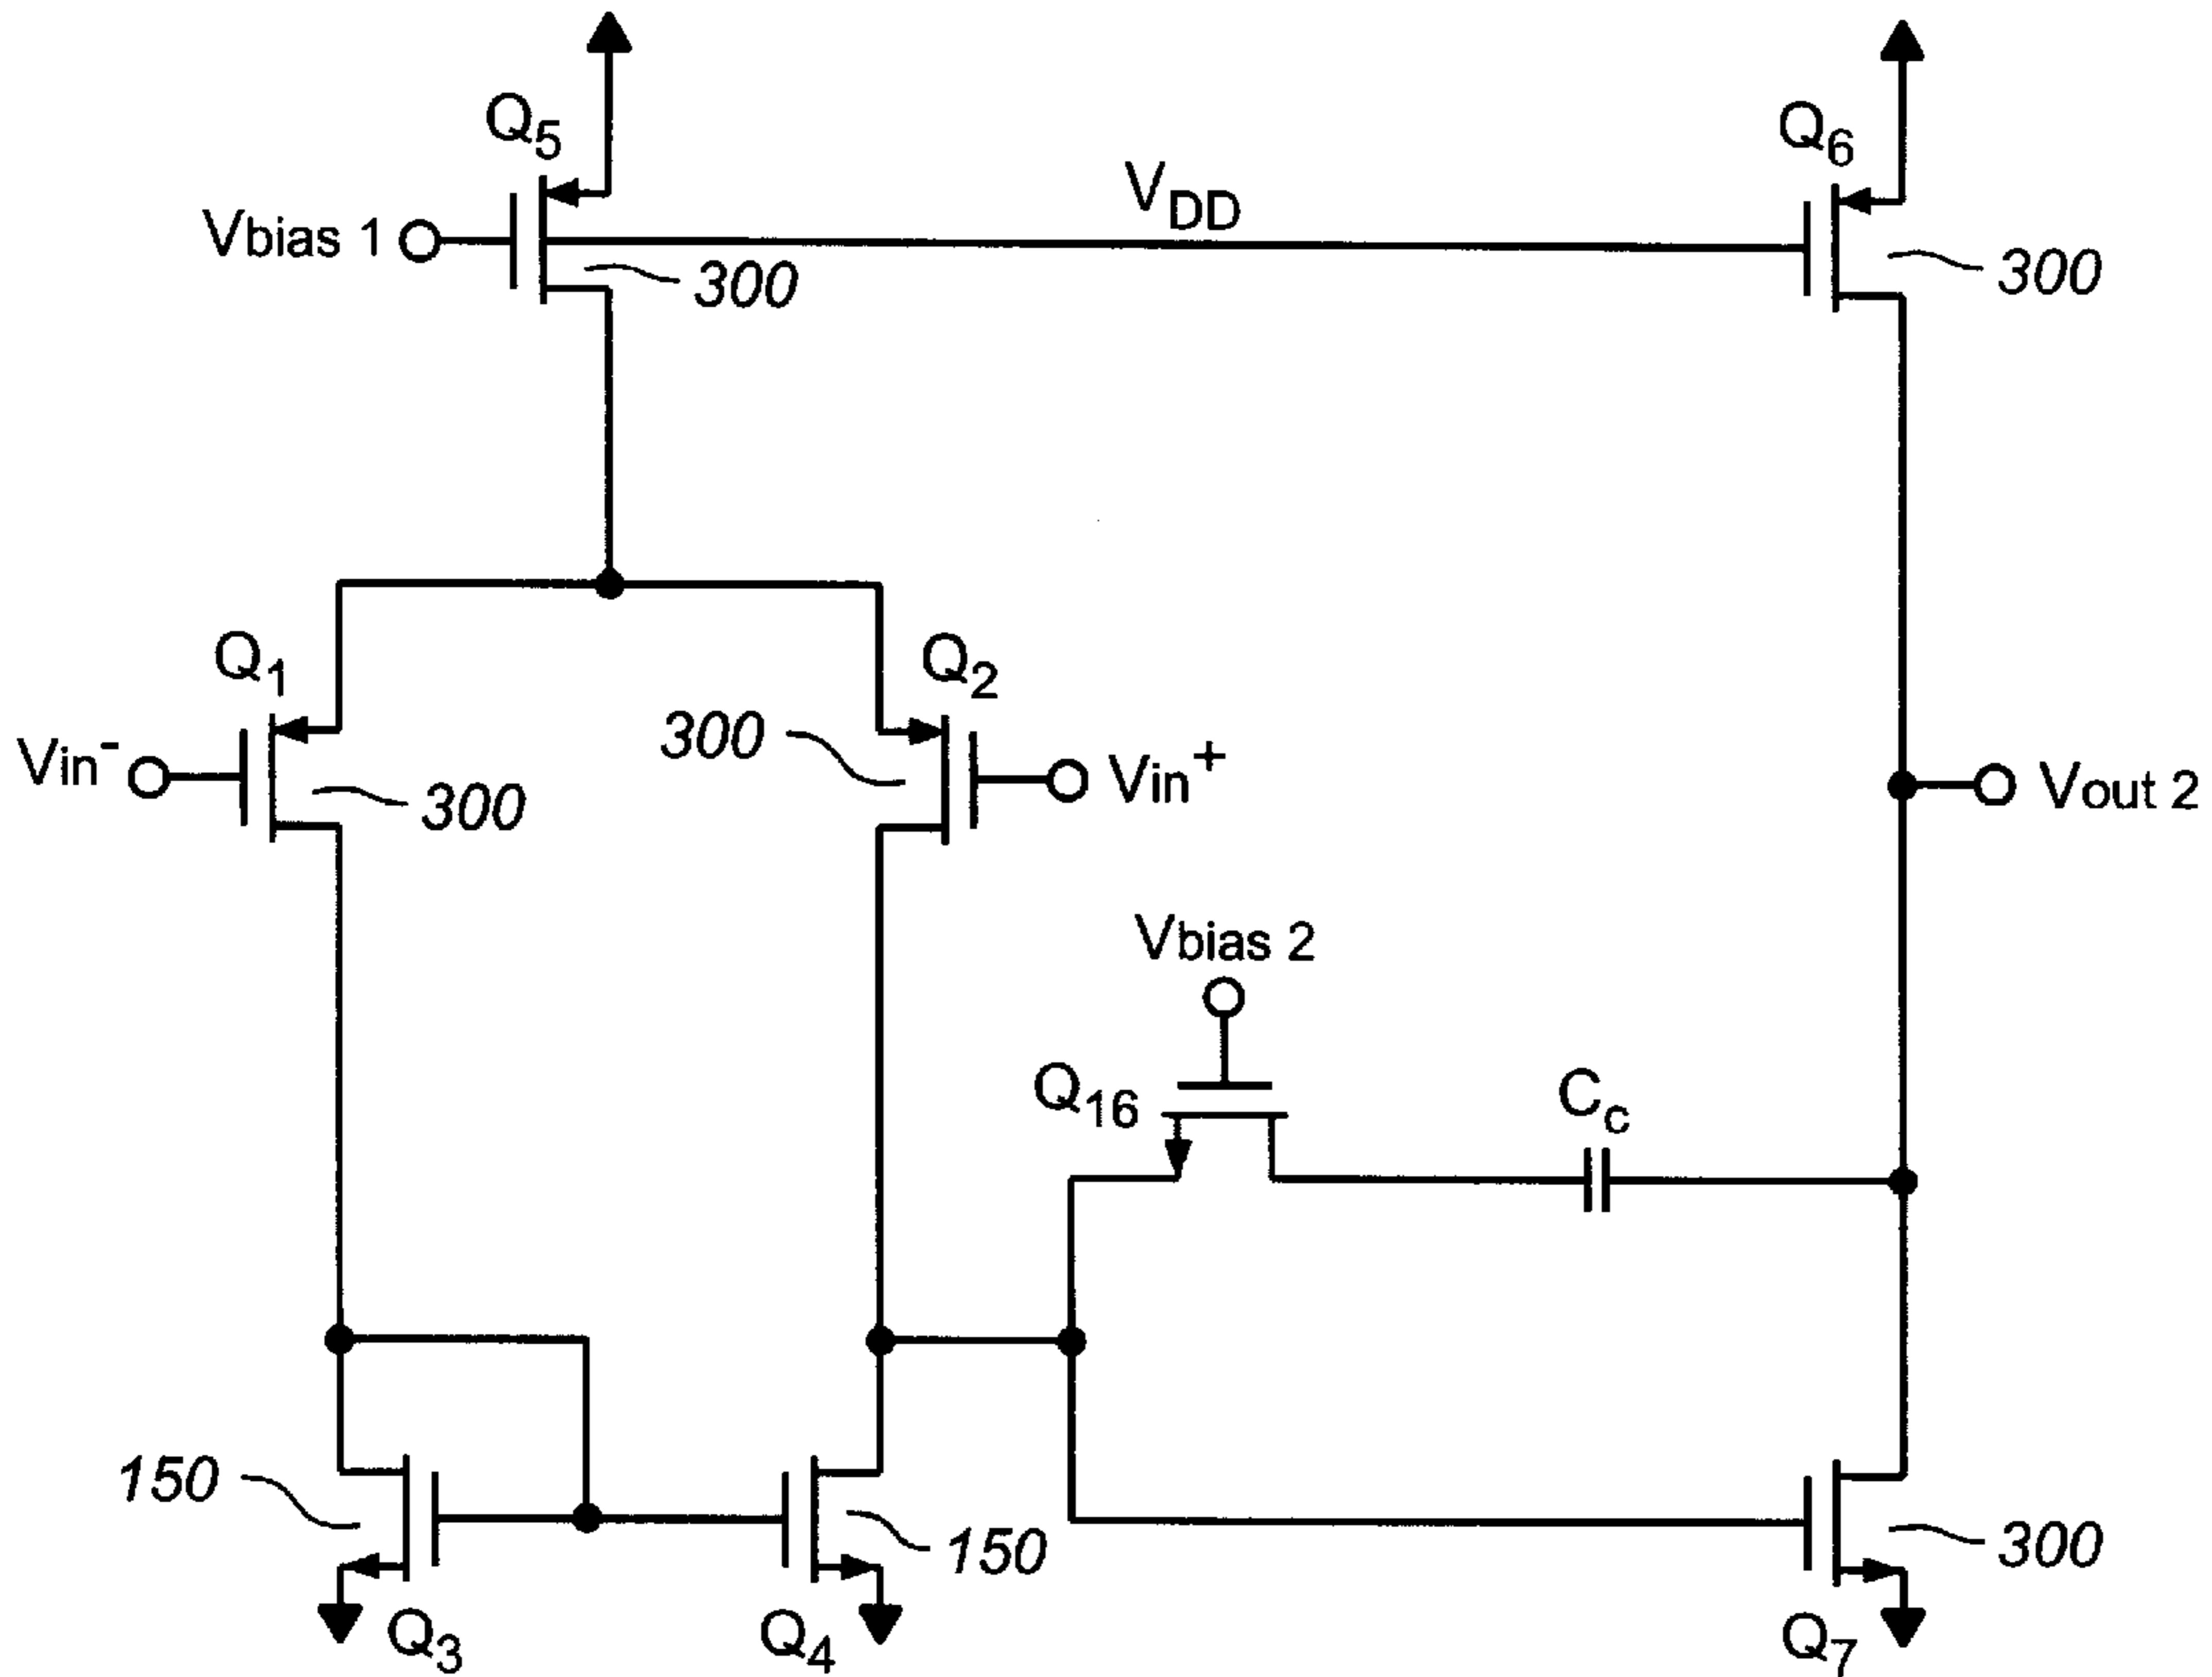 Q5
Q6
VDD
Vbias 1
300
300
Q1
Q2
300
Vin-
300
Vin+
Vout 2
Vbias 2
Q16
Cc
150
150
300
Q3
Q4
Q7